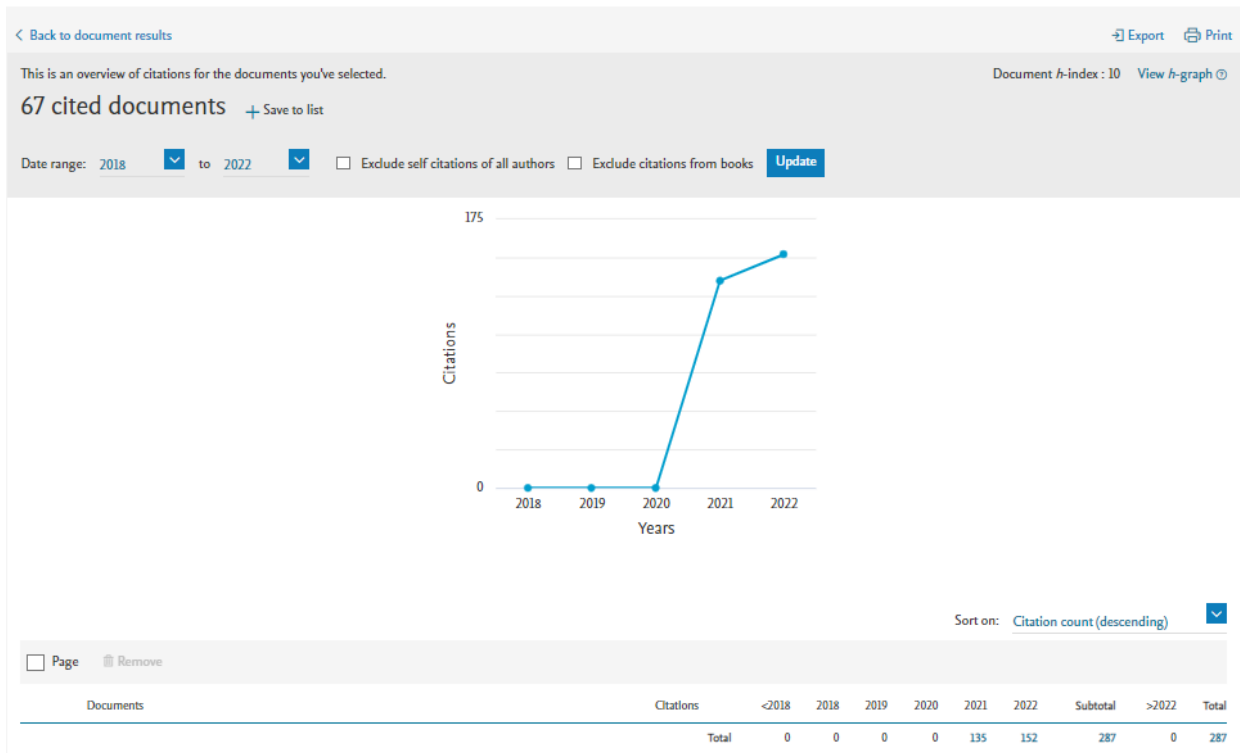 Back to document results Export Print
This is an overview of citations for the documents you've selected. Document h-index : 10 View h-graph
67 cited documents + Save to list
Date range: 2018 to 2022 Exclude self citations of all authors Exclude citations from books Update
175
Citations
0
2018 2019 2020 2021 2022
Years
Sort on: Citation count (descending)
Page Remove
Documents Citations <2018 2018 2019 2020 2021 2022 Subtotal >2022 Total
Total 0 0 0 0 135 152 287 0 287